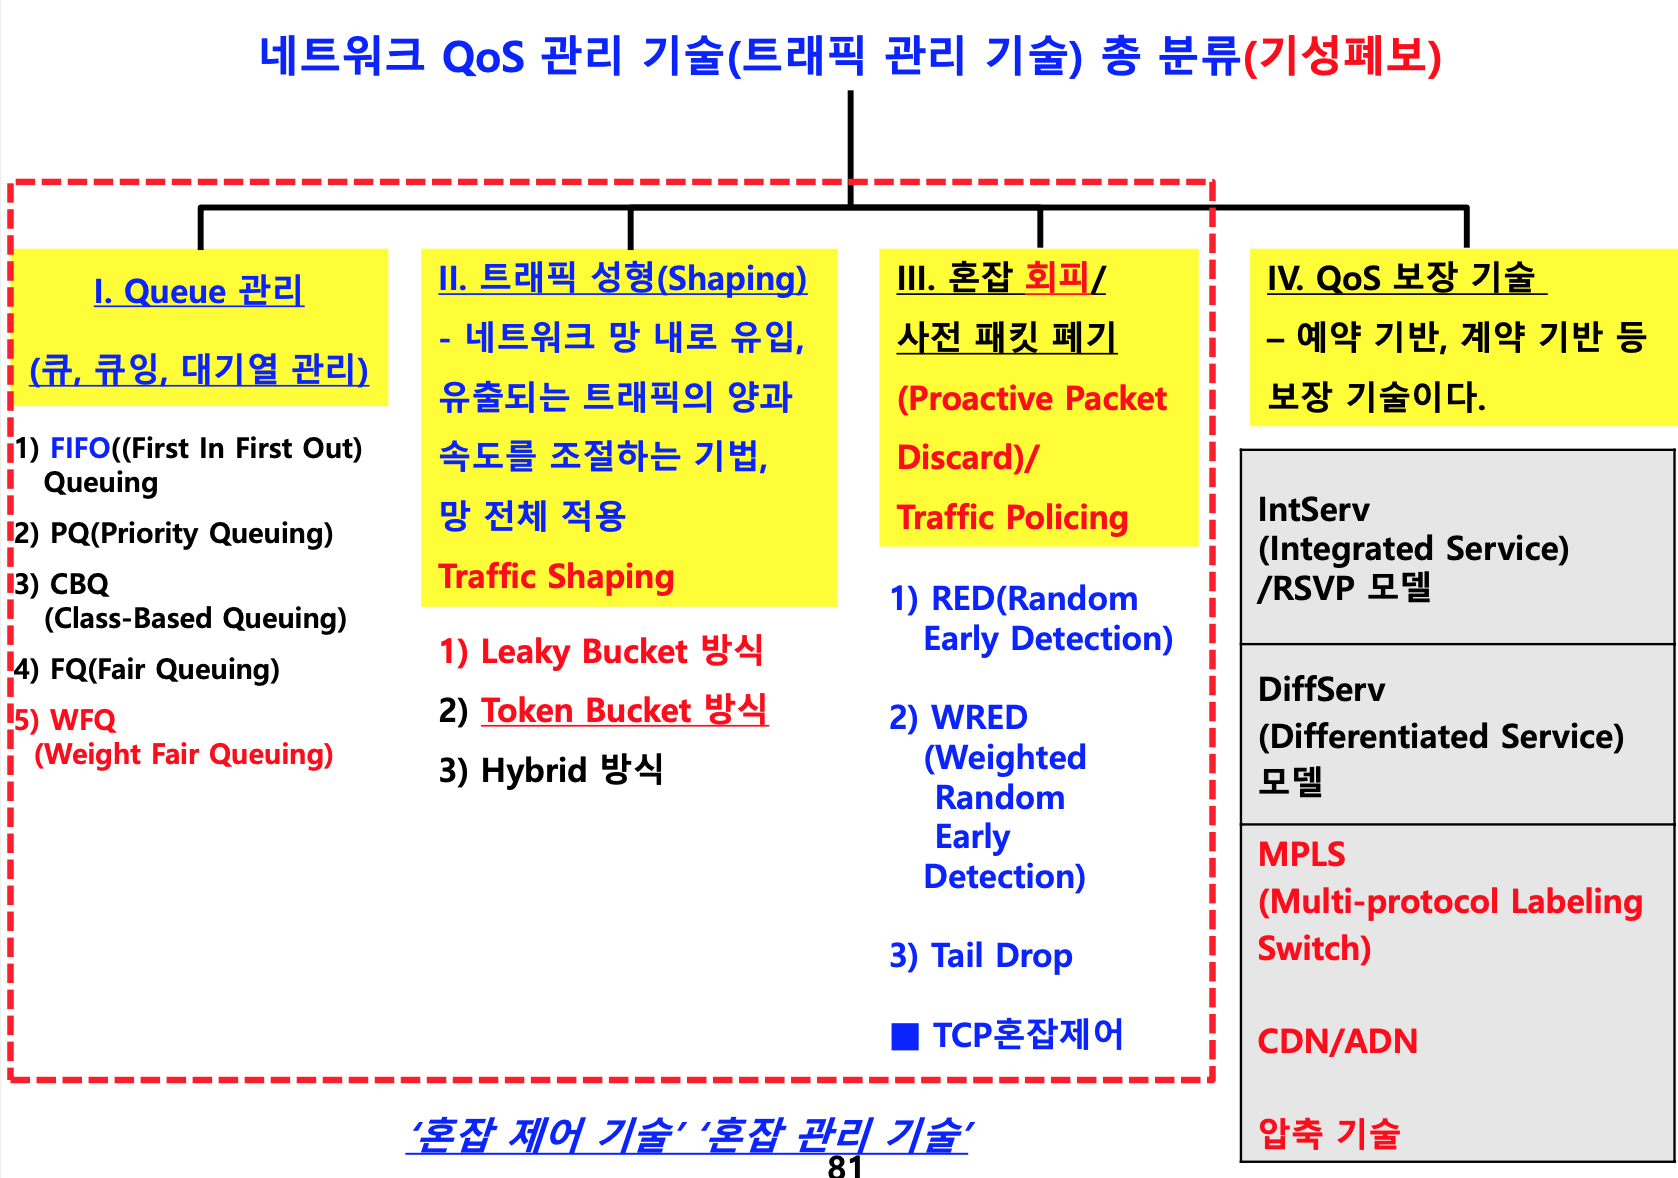 네트워크 QoS 관리 기술(트래픽 관리 기술) 총 분류(기성폐보)
I. Queue 관리
(큐, 큐잉, 대기열 관리)
1) FIFO((First In First Out)
Queuing
2) PQ(Priority Queuing)
3) CBQ
(Class-Based Queuing)
4) FQ(Fair Queuing)
5) WFQ
(Weight Fair Queuing)
II. 트래픽 성형(Shaping)
- 네트워크 망 내로 유입,
유출되는 트래픽의 양과
속도를 조절하는 기법,
망 전체 적용
Traffic Shaping
1) Leaky Bucket 방식
2) Token Bucket 방식
3) Hybrid 방식
III. 혼잡 회피/
사전 패킷 폐기
(Proactive Packet
Discard)/
Traffic Policing
1) RED(Random
Early Detection)
2) WRED
(Weighted
Random
Early
Detection)
3) Tail Drop
■ TCP혼잡제어
IV. QoS 보장 기술
– 예약 기반, 계약 기반 등
보장 기술이다.
IntServ
(Integrated Service)
/RSVP 모델
DiffServ
(Differentiated Service)
모델
MPLS
(Multi-protocol Labeling
Switch)
CDN/ADN
압축 기술
‘혼잡 제어 기술’ ‘혼잡 관리 기술’
81